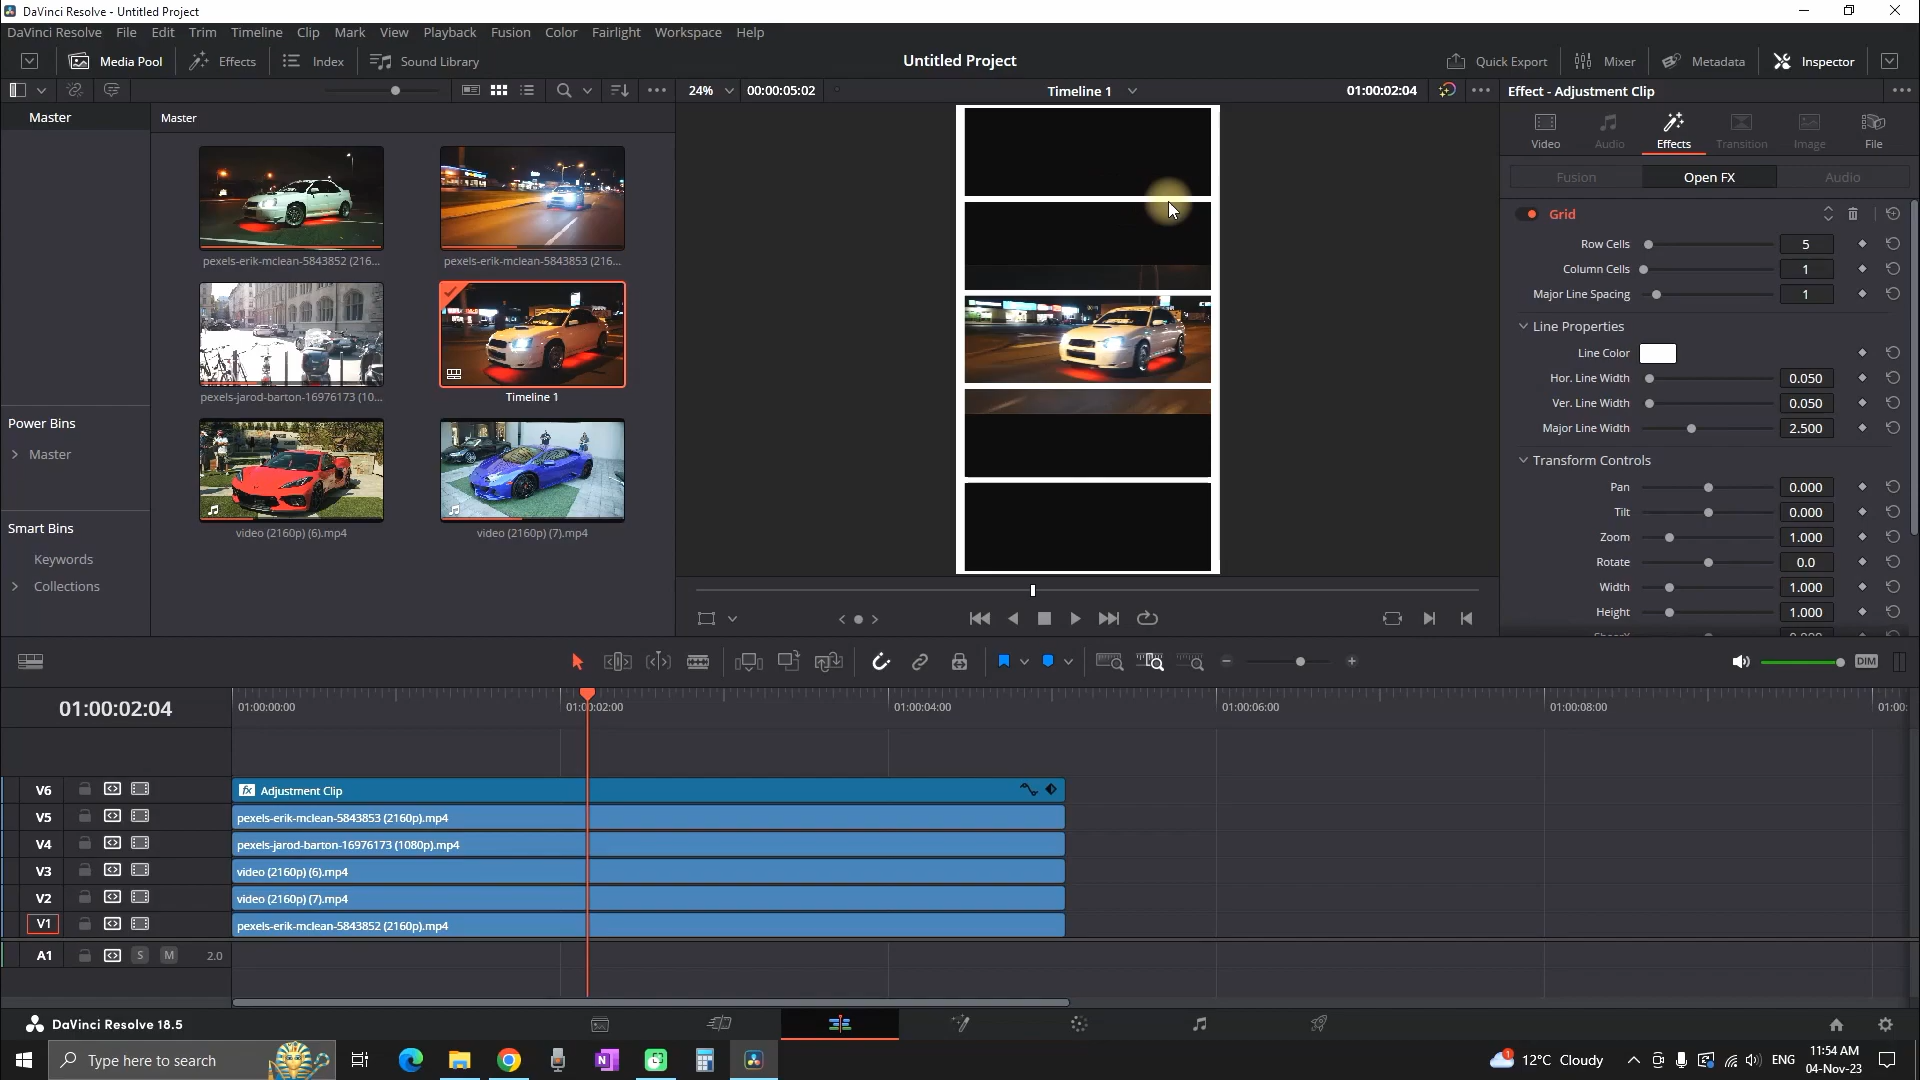 DaVinci Resolve - Untitled Project
DaVinci Resolve File Edit Trim Timeline Clip Mark View Playback Fusion Color Fairlight Workspace Help
Media Pool Effects Index Sound Library Untitled Project Quick Export Mixer Metadata Inspector
24% 00:00:05:02 Timeline 1 01:00:02:04 Effect - Adjustment Clip
Master Master
Video Audio Effects Transition Image File
Fusion Open FX Audio
Grid
Row Cells 5
pexels-erik-mclean-5843852 (216... pexels-erik-mclean-5843853 (216...
Column Cells 1
Major Line Spacing 1
Line Properties
Line Color
Hor. Line Width 0.050
pexels-jarod-barton-16976173 (10... Timeline 1
Ver. Line Width 0.050
Power Bins
Major Line Width 2.500
Master
Transform Controls
Pan 0.000
Tilt 0.000
Smart Bins
video (2160p) (6).mp4 video (2160p) (7).mp4
Zoom 1.000
Keywords
Rotate 0.0
Collections
Width 1.000
Height 1.000
DIM
01:00:02:04 01:00:00:00 01:00:02:00 01:00:04:00 01:00:06:00 01:00:08:00 01:00:
V6 fx Adjustment Clip
V5 pexels-erik-mclean-5843853 (2160p).mp4
V4 pexels-jarod-barton-16976173 (1080p).mp4
V3 video (2160p) (6).mp4
V2 video (2160p) (7).mp4
V1 pexels-erik-mclean-5843852 (2160p).mp4
A1 S M 2.0
DaVinci Resolve 18.5
Type here to search 1 12°C Cloudy ENG 11:54 AM
04-Nov-23